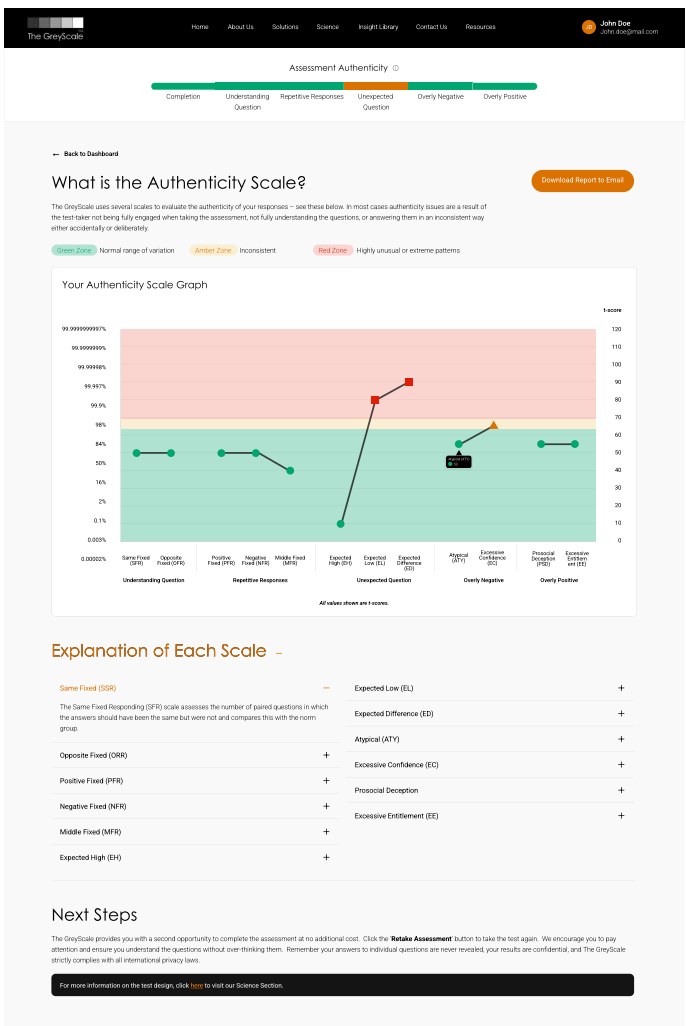 The GreyScale
Home
About Us
Solutions
Science
Insight Library
Contact Us
Resources
JD
John Doe
John.doe@mail.com
Assessment Authenticity
Completion
Understanding
Question
Repetitive Responses
Unexpected
Question
Overly Negative
Overly Positive
← Back to Dashboard
What is the Authenticity Scale?
Download Report to Email
The GreyScale uses several scales to evaluate the authenticity of your responses – see these below. In most cases authenticity issues are a result of
the test-taker not being fully engaged when taking the assessment, not fully understanding the questions, or answering them in an inconsistent way
either accidentally or deliberately.
Green Zone Normal range of variation
Amber Zone Inconsistent
Red Zone Highly unusual or extreme patterns
Your Authenticity Scale Graph
t-score
99.9999999997% 120
99.9999999% 110
99.99998% 100
99.997% 90
99.9% 80
98% 70
84% 60
50% 50
16% 40
2% 30
0.1% 20
0.003% 10
0.00002% 0
Atypical (ATY)
52
Same Fixed
(SFR)
Opposite
Fixed (OFR)
Positive
Fixed (PFR)
Negative
Fixed (NFR)
Middle Fixed
(MFR)
Expected
High (EH)
Expected
Low (EL)
Expected
Difference
(ED)
Atypical
(ATY)
Excessive
Confidence
(EC)
Prosocial
Deception
(PSD)
Excessive
Entitlem
ent (EE)
Understanding Question
Repetitive Responses
Unexpected Question
Overly Negative
Overly Positive
All values shown are t-scores.
Explanation of Each Scale –
Same Fixed (SSR) –
The Same Fixed Responding (SFR) scale assesses the number of paired questions in which
the answers should have been the same but were not and compares this with the norm
group.
Opposite Fixed (ORR) +
Positive Fixed (PFR) +
Negative Fixed (NFR) +
Middle Fixed (MFR) +
Expected High (EH) +
Expected Low (EL) +
Expected Difference (ED) +
Atypical (ATY) +
Excessive Confidence (EC) +
Prosocial Deception +
Excessive Entitlement (EE) +
Next Steps
The GreyScale provides you with a second opportunity to complete the assessment at no additional cost. Click the 'Retake Assessment' button to take the test again. We encourage you to pay
attention and ensure you understand the questions without over-thinking them. Remember your answers to individual questions are never revealed, your results are confidential, and The GreyScale
strictly complies with all international privacy laws.
For more information on the test design, click here to visit our Science Section.